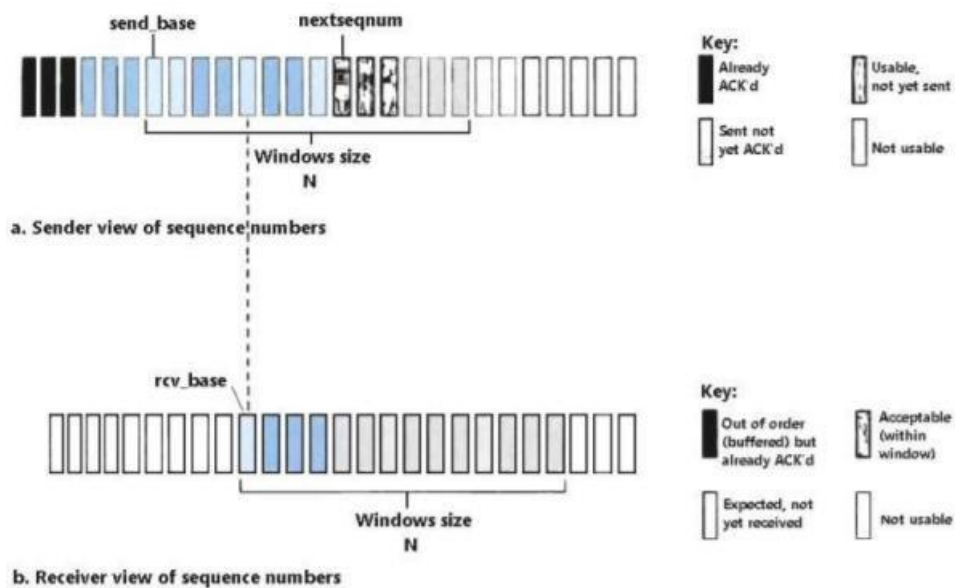 send_base
nextseqnum
Key:
Already
ACK'd
Usable,
not yet sent
Sent not
yet ACK'd
Not usable
Windows size
N
a. Sender view of sequence numbers
rcv_base
Key:
Out of order
(buffered) but
already ACK'd
Acceptable
(within
window)
Expected, not
yet received
Not usable
Windows size
N
b. Receiver view of sequence numbers